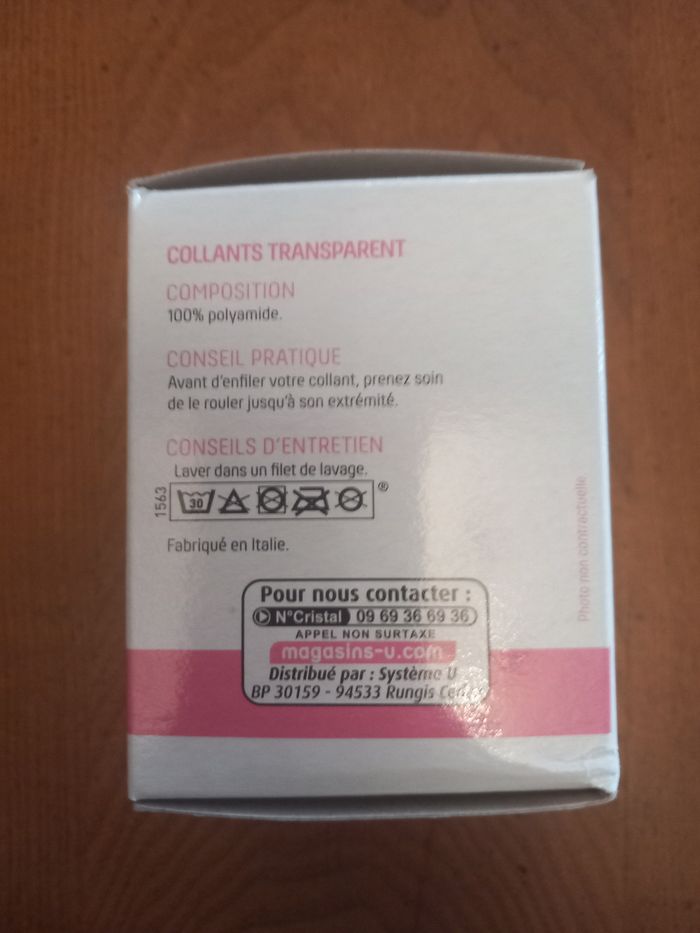 COLLANTS TRANSPARENT
COMPOSITION
100% polyamide.
CONSEIL PRATIQUE
Avant d'enfiler votre collant, prenez soin
de le rouler jusqu'à son extrémité.
CONSEILS D'ENTRETIEN
Laver dans un filet de lavage.
1563
30
®
Fabriqué en Italie.
Photo non contractuelle
Pour nous contacter :
N°Cristal 09 69 36 69 36
APPEL NON SURTAXE
magasins-u.com
Distribué par : Système U
BP 30159 - 94533 Rungis